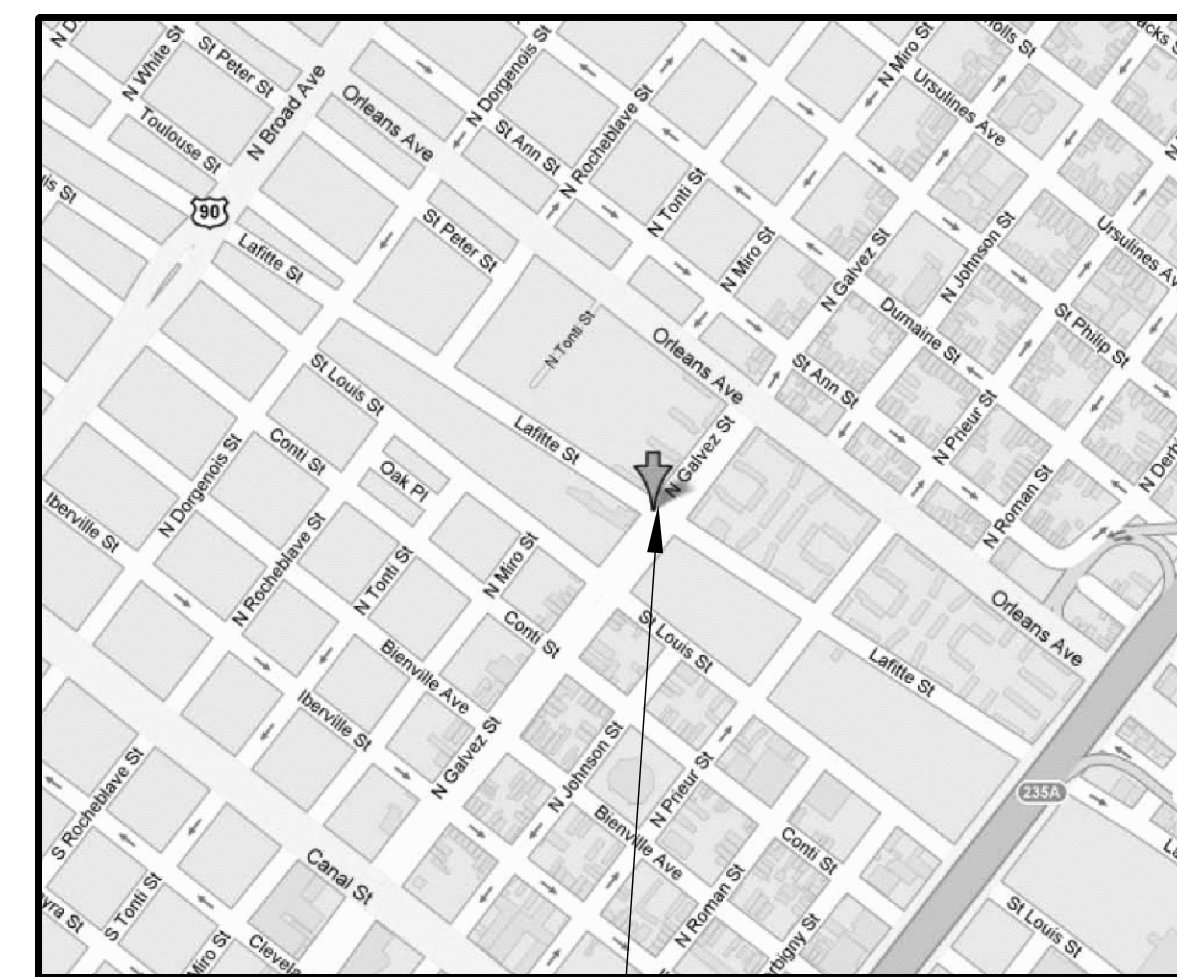 N White St
St Peter St
N Broad Ave
Toulouse St
Orleans Ave
N Dorgenois St
St Ann St
N Rocheblave St
N Miro St
Ursulines Ave
90
Lafitte St
St Peter St
N Tonti St
N Miro St
N Galvez St
N Johnson St
Ursulines Av
Dumaine St
St Philip St
N Tonti St
Orleans Ave
St Ann St
St Louis St
Lafitte St
N Galvez St
N Prieur St
Conti St
Oak Pl
N Dorgenois St
N Roman St
Iberville St
N Rocheblave St
N Tonti St
N Miro St
Conti St
St Louis St
Orleans Ave
Lafitte St
Bienville Ave
Iberville St
N Galvez St
N Johnson St
N Prieur St
235A
S Rocheblave St
Bienville Ave
Conti St
Canal St
S Tonti St
N Roman St
St Louis St
Miro St